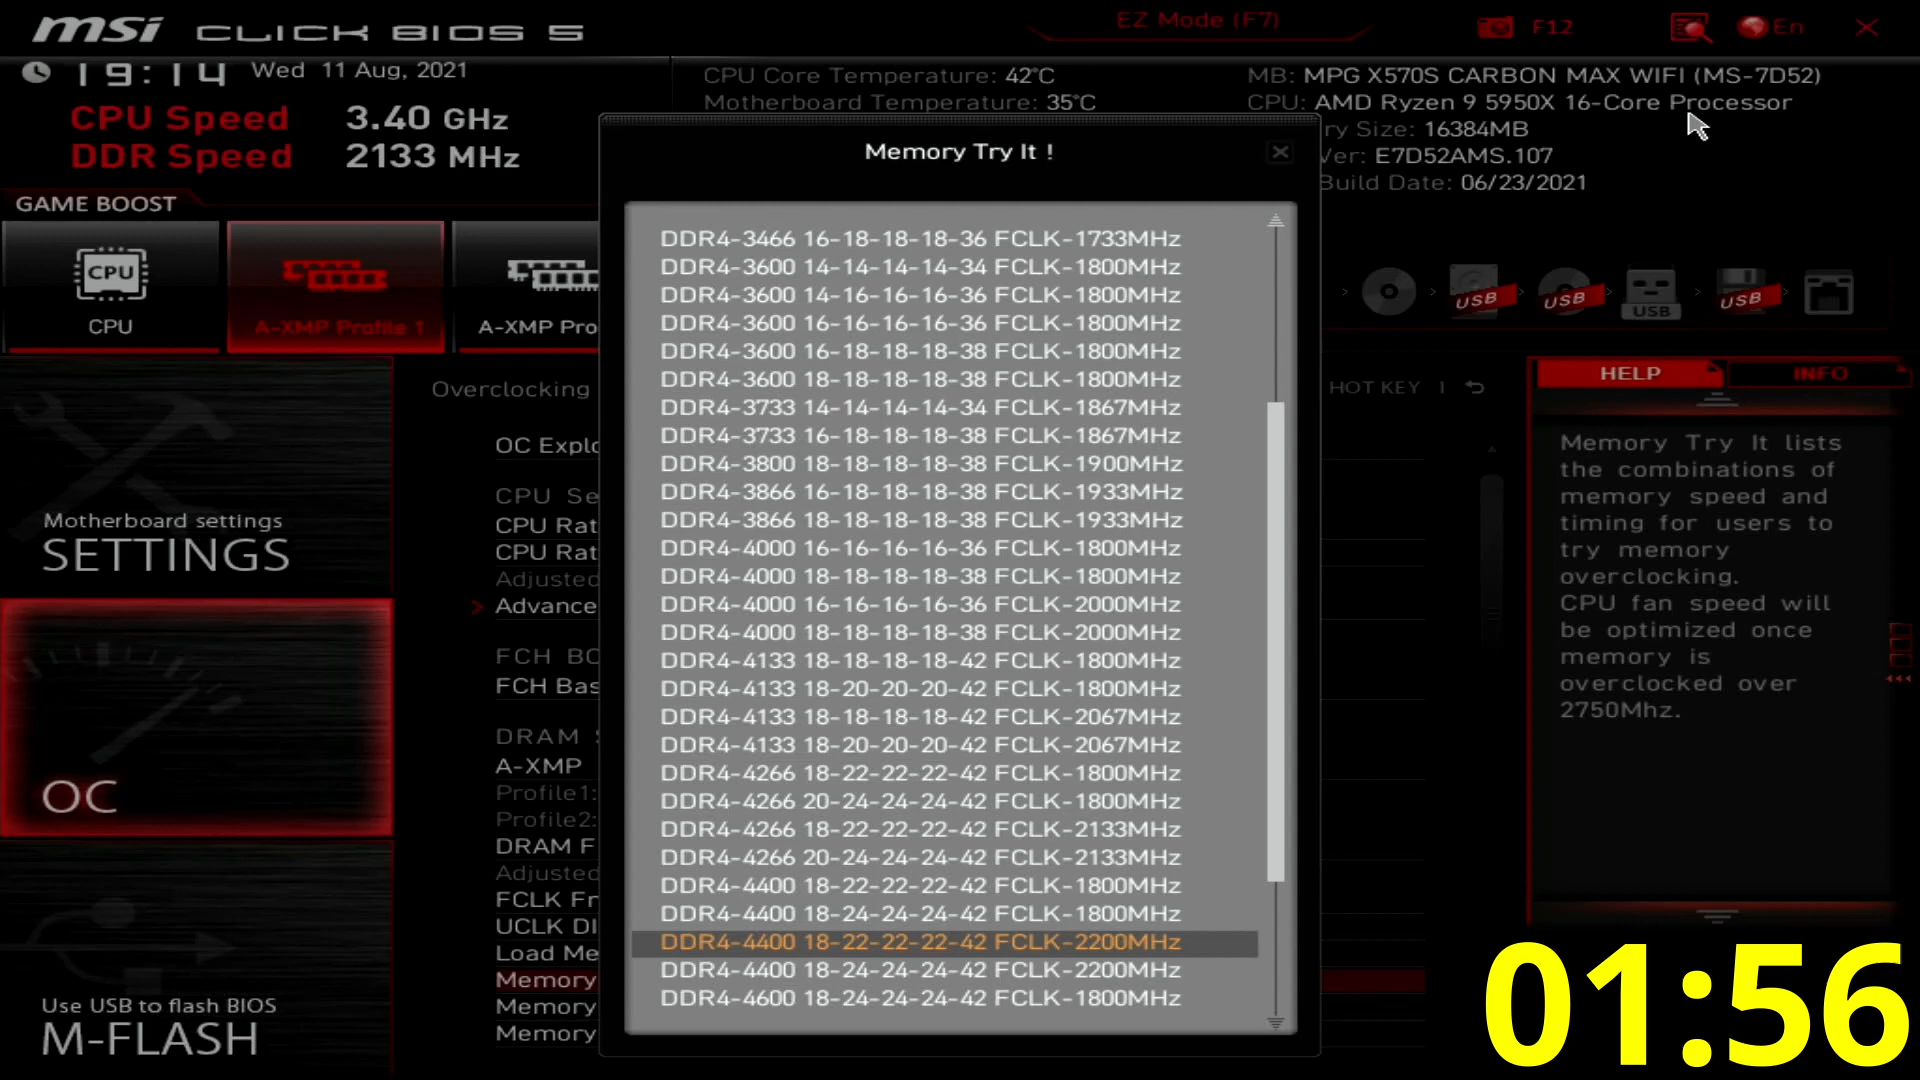 msi CLICK BIOS 5
EZ Mode (F7)
F12
En
19:14 Wed 11 Aug, 2021
CPU Speed 3.40 GHz
DDR Speed 2133 MHz
CPU Core Temperature: 42°C
Motherboard Temperature: 35°C
MB: MPG X570S CARBON MAX WIFI (MS-7D52)
CPU: AMD Ryzen 9 5950X 16-Core Processor
ry Size: 16384MB
Ver: E7D52AMS.107
Build Date: 06/23/2021
GAME BOOST
CPU
CPU
A-XMP Profile 1
A-XMP Pro
USB
USB
USB
USB
Motherboard settings
SETTINGS
OC
Use USB to flash BIOS
M-FLASH
Overclocking
OC Explo
CPU Se
CPU Rat
CPU Rat
Adjusted
Advance
FCH BC
FCH Bas
DRAM S
A-XMP
Profile1:
Profile2:
DRAM F
Adjusted
FCLK Fr
UCLK DI
Load Me
Memory
Memory
Memory
Memory Try It !
DDR4-3466 16-18-18-18-36 FCLK-1733MHz
DDR4-3600 14-14-14-14-34 FCLK-1800MHz
DDR4-3600 14-16-16-16-36 FCLK-1800MHz
DDR4-3600 16-16-16-16-36 FCLK-1800MHz
DDR4-3600 16-18-18-18-38 FCLK-1800MHz
DDR4-3600 18-18-18-18-38 FCLK-1800MHz
DDR4-3733 14-14-14-14-34 FCLK-1867MHz
DDR4-3733 16-18-18-18-38 FCLK-1867MHz
DDR4-3800 18-18-18-18-38 FCLK-1900MHz
DDR4-3866 16-18-18-18-38 FCLK-1933MHz
DDR4-3866 18-18-18-18-38 FCLK-1933MHz
DDR4-4000 16-16-16-16-36 FCLK-1800MHz
DDR4-4000 18-18-18-18-38 FCLK-1800MHz
DDR4-4000 16-16-16-16-36 FCLK-2000MHz
DDR4-4000 18-18-18-18-38 FCLK-2000MHz
DDR4-4133 18-18-18-18-42 FCLK-1800MHz
DDR4-4133 18-20-20-20-42 FCLK-1800MHz
DDR4-4133 18-18-18-18-42 FCLK-2067MHz
DDR4-4133 18-20-20-20-42 FCLK-2067MHz
DDR4-4266 18-22-22-22-42 FCLK-1800MHz
DDR4-4266 20-24-24-24-42 FCLK-1800MHz
DDR4-4266 18-22-22-22-42 FCLK-2133MHz
DDR4-4266 20-24-24-24-42 FCLK-2133MHz
DDR4-4400 18-22-22-22-42 FCLK-1800MHz
DDR4-4400 18-24-24-24-42 FCLK-1800MHz
DDR4-4400 18-22-22-22-42 FCLK-2200MHz
DDR4-4400 18-24-24-24-42 FCLK-2200MHz
DDR4-4600 18-24-24-24-42 FCLK-1800MHz
HOT KEY |
HELP
INFO
Memory Try It lists
the combinations of
memory speed and
timing for users to
try memory
overclocking.
CPU fan speed will
be optimized once
memory is
overclocked over
2750Mhz.
01:56